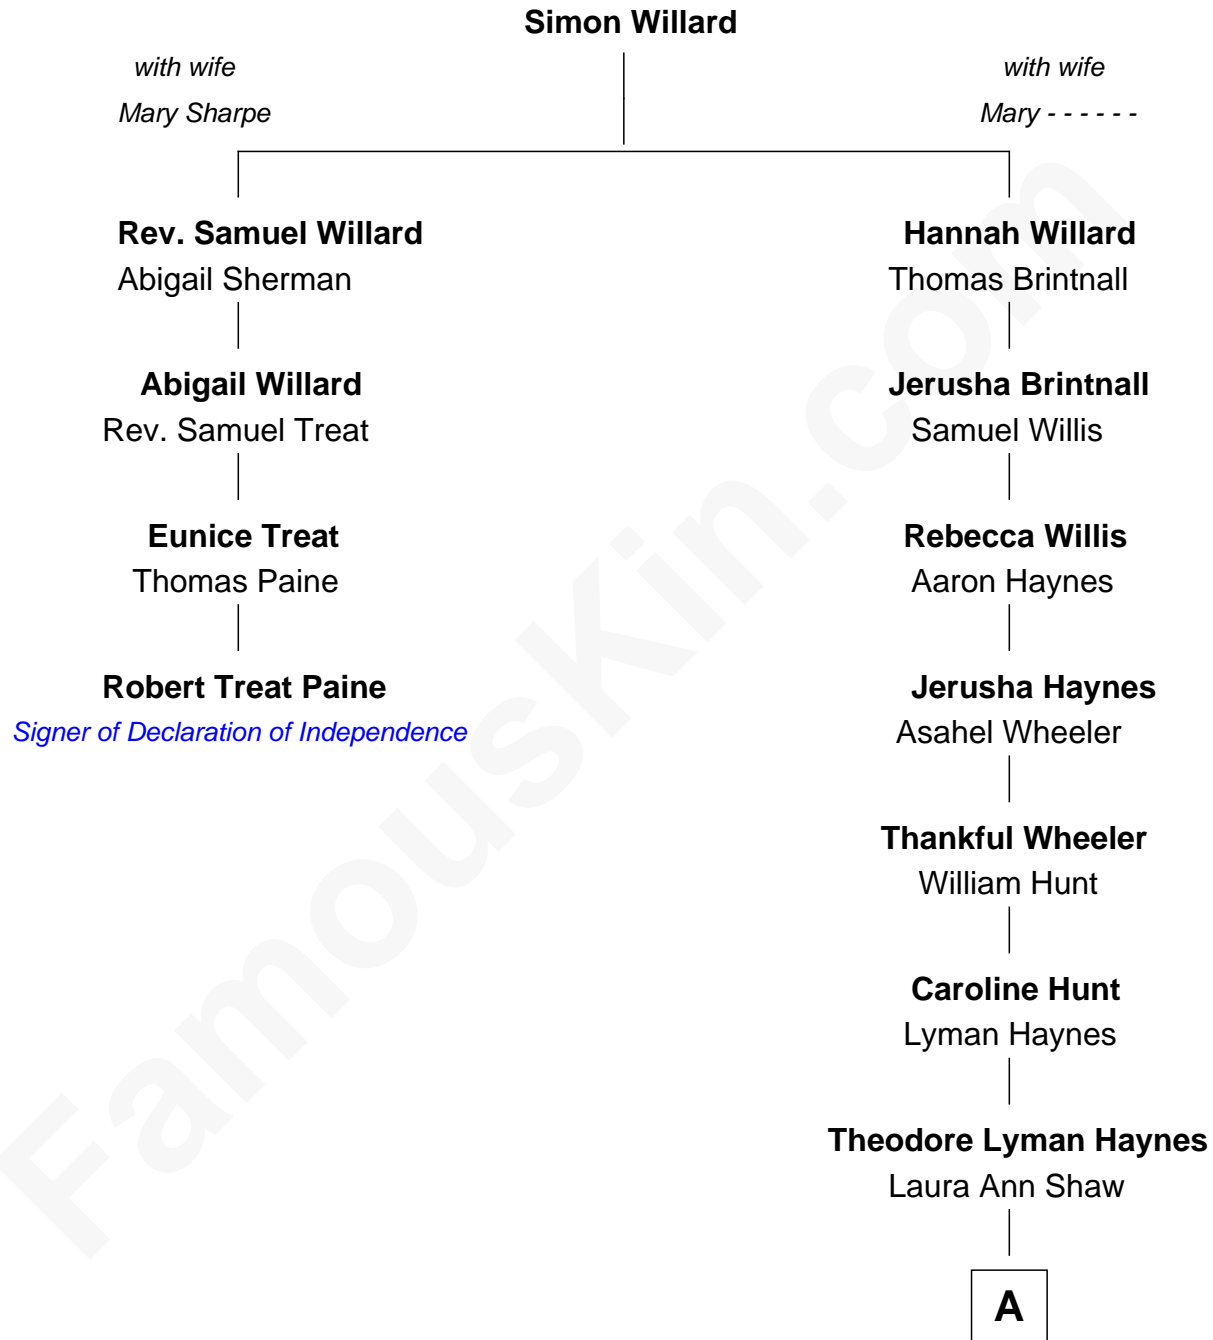 Simon Willard
with wife
Mary Sharpe
with wife
Mary - - - - - -
Rev. Samuel Willard
Abigail Sherman
Abigail Willard
Rev. Samuel Treat
Eunice Treat
Thomas Paine
Robert Treat Paine
Signer of Declaration of Independence
Hannah Willard
Thomas Brintnall
Jerusha Brintnall
Samuel Willis
Rebecca Willis
Aaron Haynes
Jerusha Haynes
Asahel Wheeler
Thankful Wheeler
William Hunt
Caroline Hunt
Lyman Haynes
Theodore Lyman Haynes
Laura Ann Shaw
A
FamousKin.com